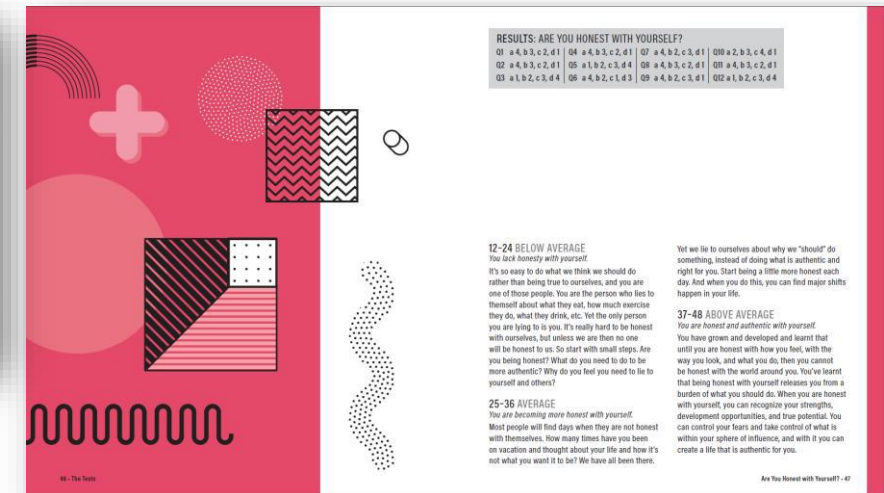 RESULTS: ARE YOU HONEST WITH YOURSELF?
Q1 a 4, b 3, c 2, d 1 | Q4 a 4, b 3, c 2, d 1 | Q7 a 4, b 2, c 3, d 1 | Q10 a 2, b 3, c 4, d 1
Q2 a 4, b 3, c 2, d 1 | Q5 a 1, b 2, c 3, d 4 | Q8 a 4, b 3, c 2, d 1 | Q11 a 4, b 3, c 2, d 1
Q3 a 1, b 2, c 3, d 4 | Q6 a 4, b 2, c 1, d 3 | Q9 a 4, b 2, c 3, d 1 | Q12 a 1, b 2, c 3, d 4
12-24 BELOW AVERAGE
You lack honesty with yourself.
It's so easy to do what we think we should do
rather than being true to ourselves, and you are
one of those people. You are the person who lies to
themself about what they eat, how much exercise
they do, what they drink, etc. Yet the only person
you are lying to is you. It's really hard to be honest
with ourselves, but unless we are then no one
will be honest to us. So start with small steps. Are
you being honest? What do you need to do to be
more authentic? Why do you feel you need to lie to
yourself and others?
25-36 AVERAGE
You are becoming more honest with yourself.
Most people will find days when they are not honest
with themselves. How many times have you been
on vacation and thought about your life and how it's
not what you want it to be? We have all been there.
Yet we lie to ourselves about why we "should" do
something, instead of doing what is authentic and
right for you. Start being a little more honest each
day. And when you do this, you can find major shifts
happen in your life.
37-48 ABOVE AVERAGE
You are honest and authentic with yourself.
You have grown and developed and learnt that
until you are honest with how you feel, with the
way you look, and what you do, then you cannot
be honest with the world around you. You've learnt
that being honest with yourself releases you from a
burden of what you should do. When you are honest
with yourself, you can recognize your strengths,
development opportunities, and true potential. You
can control your fears and take control of what is
within your sphere of influence, and with it you can
create a life that is authentic for you.
46 - The Tests
Are You Honest with Yourself? - 47